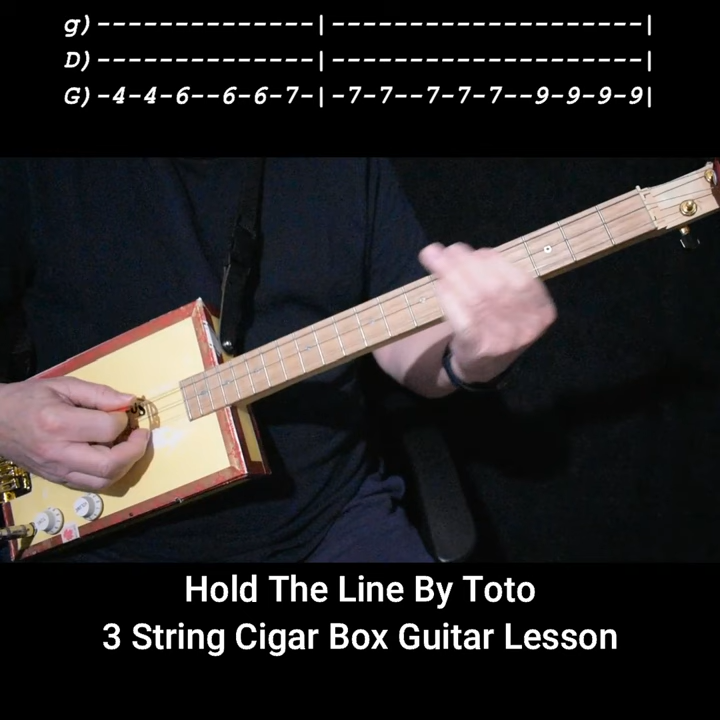 g)--------------|--------------------|
D)--------------|--------------------|
G)-4-4-6--6-6-7-|-7-7--7-7-7--9-9-9-9|
Hold The Line By Toto
3 String Cigar Box Guitar Lesson